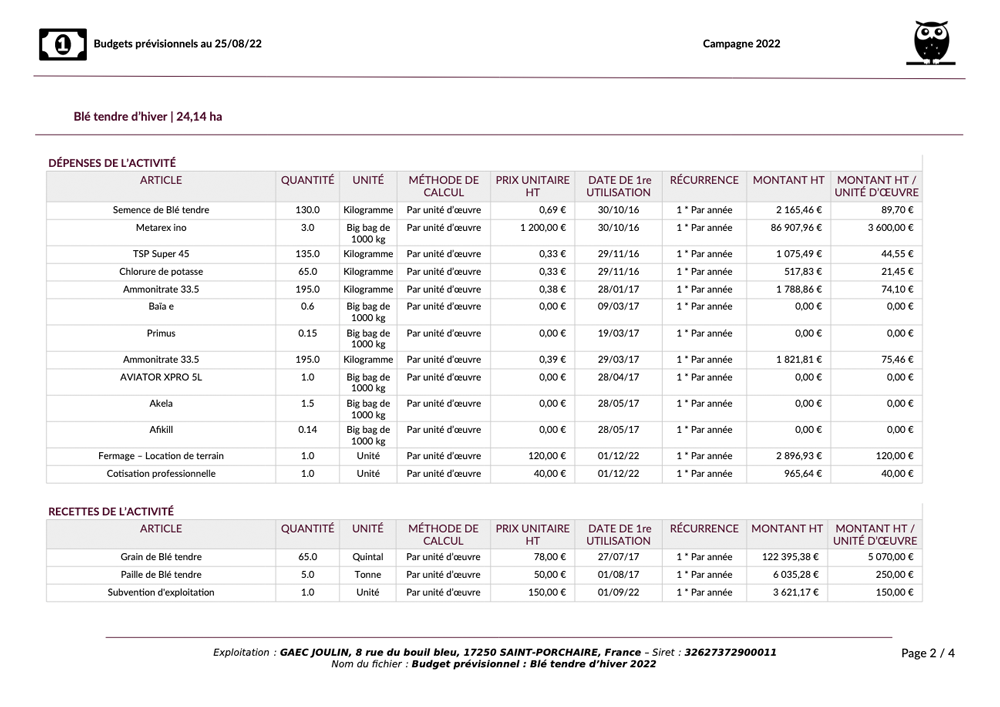 Budgets prévisionnels au 25/08/22 Campagne 2022
Blé tendre d'hiver | 24,14 ha
DÉPENSES DE L'ACTIVITÉ
ARTICLE QUANTITÉ UNITÉ MÉTHODE DE CALCUL PRIX UNITAIRE HT DATE DE 1re UTILISATION RÉCURRENCE MONTANT HT MONTANT HT / UNITÉ D'ŒUVRE
Semence de Blé tendre 130.0 Kilogramme Par unité d'œuvre 0,69 € 30/10/16 1 * Par année 2 165,46 € 89,70 €
Metarex ino 3.0 Big bag de 1000 kg Par unité d'œuvre 1 200,00 € 30/10/16 1 * Par année 86 907,96 € 3 600,00 €
TSP Super 45 135.0 Kilogramme Par unité d'œuvre 0,33 € 29/11/16 1 * Par année 1 075,49 € 44,55 €
Chlorure de potasse 65.0 Kilogramme Par unité d'œuvre 0,33 € 29/11/16 1 * Par année 517,83 € 21,45 €
Ammonitrate 33.5 195.0 Kilogramme Par unité d'œuvre 0,38 € 28/01/17 1 * Par année 1 788,86 € 74,10 €
Baïa e 0.6 Big bag de 1000 kg Par unité d'œuvre 0,00 € 09/03/17 1 * Par année 0,00 € 0,00 €
Primus 0.15 Big bag de 1000 kg Par unité d'œuvre 0,00 € 19/03/17 1 * Par année 0,00 € 0,00 €
Ammonitrate 33.5 195.0 Kilogramme Par unité d'œuvre 0,39 € 29/03/17 1 * Par année 1 821,81 € 75,46 €
AVIATOR XPRO 5L 1.0 Big bag de 1000 kg Par unité d'œuvre 0,00 € 28/04/17 1 * Par année 0,00 € 0,00 €
Akela 1.5 Big bag de 1000 kg Par unité d'œuvre 0,00 € 28/05/17 1 * Par année 0,00 € 0,00 €
Afikill 0.14 Big bag de 1000 kg Par unité d'œuvre 0,00 € 28/05/17 1 * Par année 0,00 € 0,00 €
Fermage – Location de terrain 1.0 Unité Par unité d'œuvre 120,00 € 01/12/22 1 * Par année 2 896,93 € 120,00 €
Cotisation professionnelle 1.0 Unité Par unité d'œuvre 40,00 € 01/12/22 1 * Par année 965,64 € 40,00 €
RECETTES DE L'ACTIVITÉ
ARTICLE QUANTITÉ UNITÉ MÉTHODE DE CALCUL PRIX UNITAIRE HT DATE DE 1re UTILISATION RÉCURRENCE MONTANT HT MONTANT HT / UNITÉ D'ŒUVRE
Grain de Blé tendre 65.0 Quintal Par unité d'œuvre 78,00 € 27/07/17 1 * Par année 122 395,38 € 5 070,00 €
Paille de Blé tendre 5.0 Tonne Par unité d'œuvre 50,00 € 01/08/17 1 * Par année 6 035,28 € 250,00 €
Subvention d'exploitation 1.0 Unité Par unité d'œuvre 150,00 € 01/09/22 1 * Par année 3 621,17 € 150,00 €
Exploitation : GAEC JOULIN, 8 rue du bouil bleu, 17250 SAINT-PORCHAIRE, France – Siret : 32627372900011 Page 2 / 4
Nom du fichier : Budget prévisionnel : Blé tendre d'hiver 2022